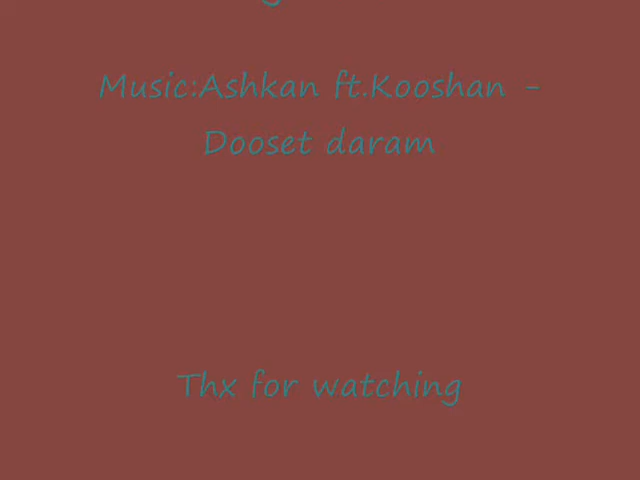 Music:Ashkan ft.Kooshan -
Dooset daram
Thx for watching